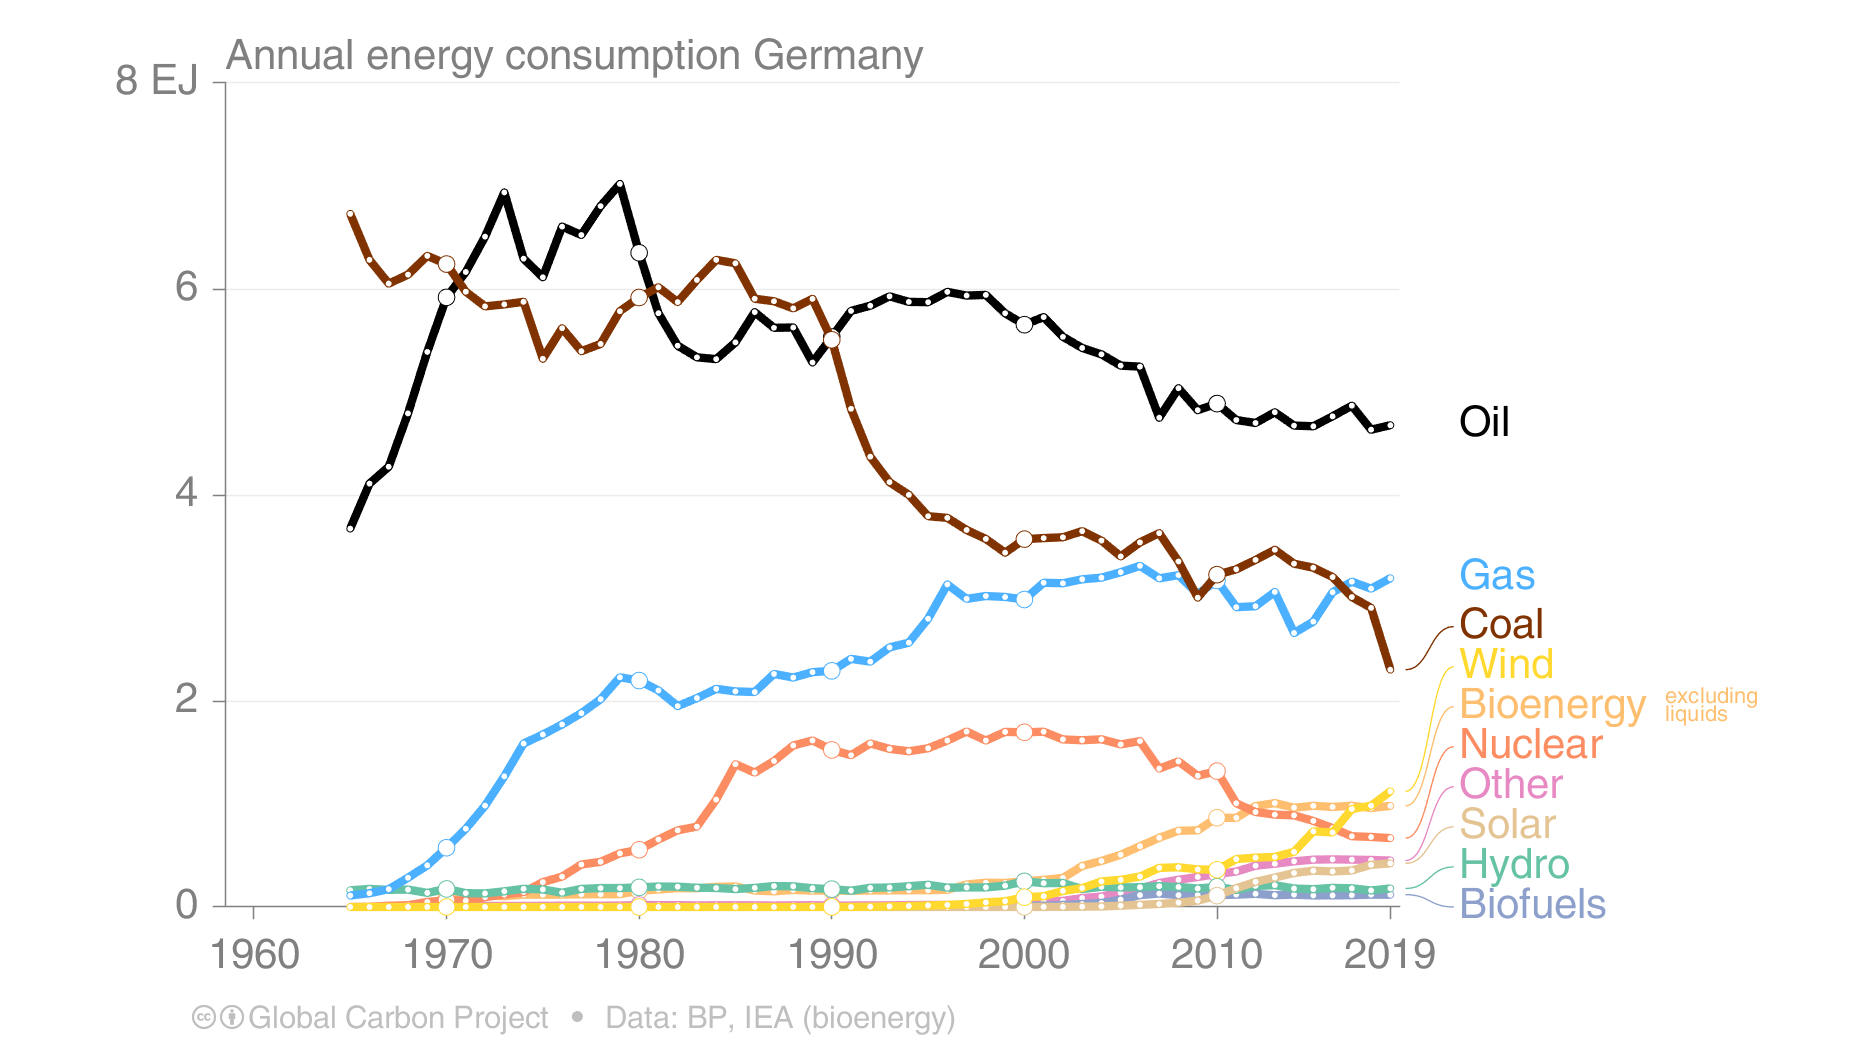 Annual energy consumption Germany
8 EJ
6
4
2
0
1960 1970 1980 1990 2000 2010 2019
Oil
Gas
Coal
Wind
Bioenergy excluding liquids
Nuclear
Other
Solar
Hydro
Biofuels
cc Global Carbon Project • Data: BP, IEA (bioenergy)